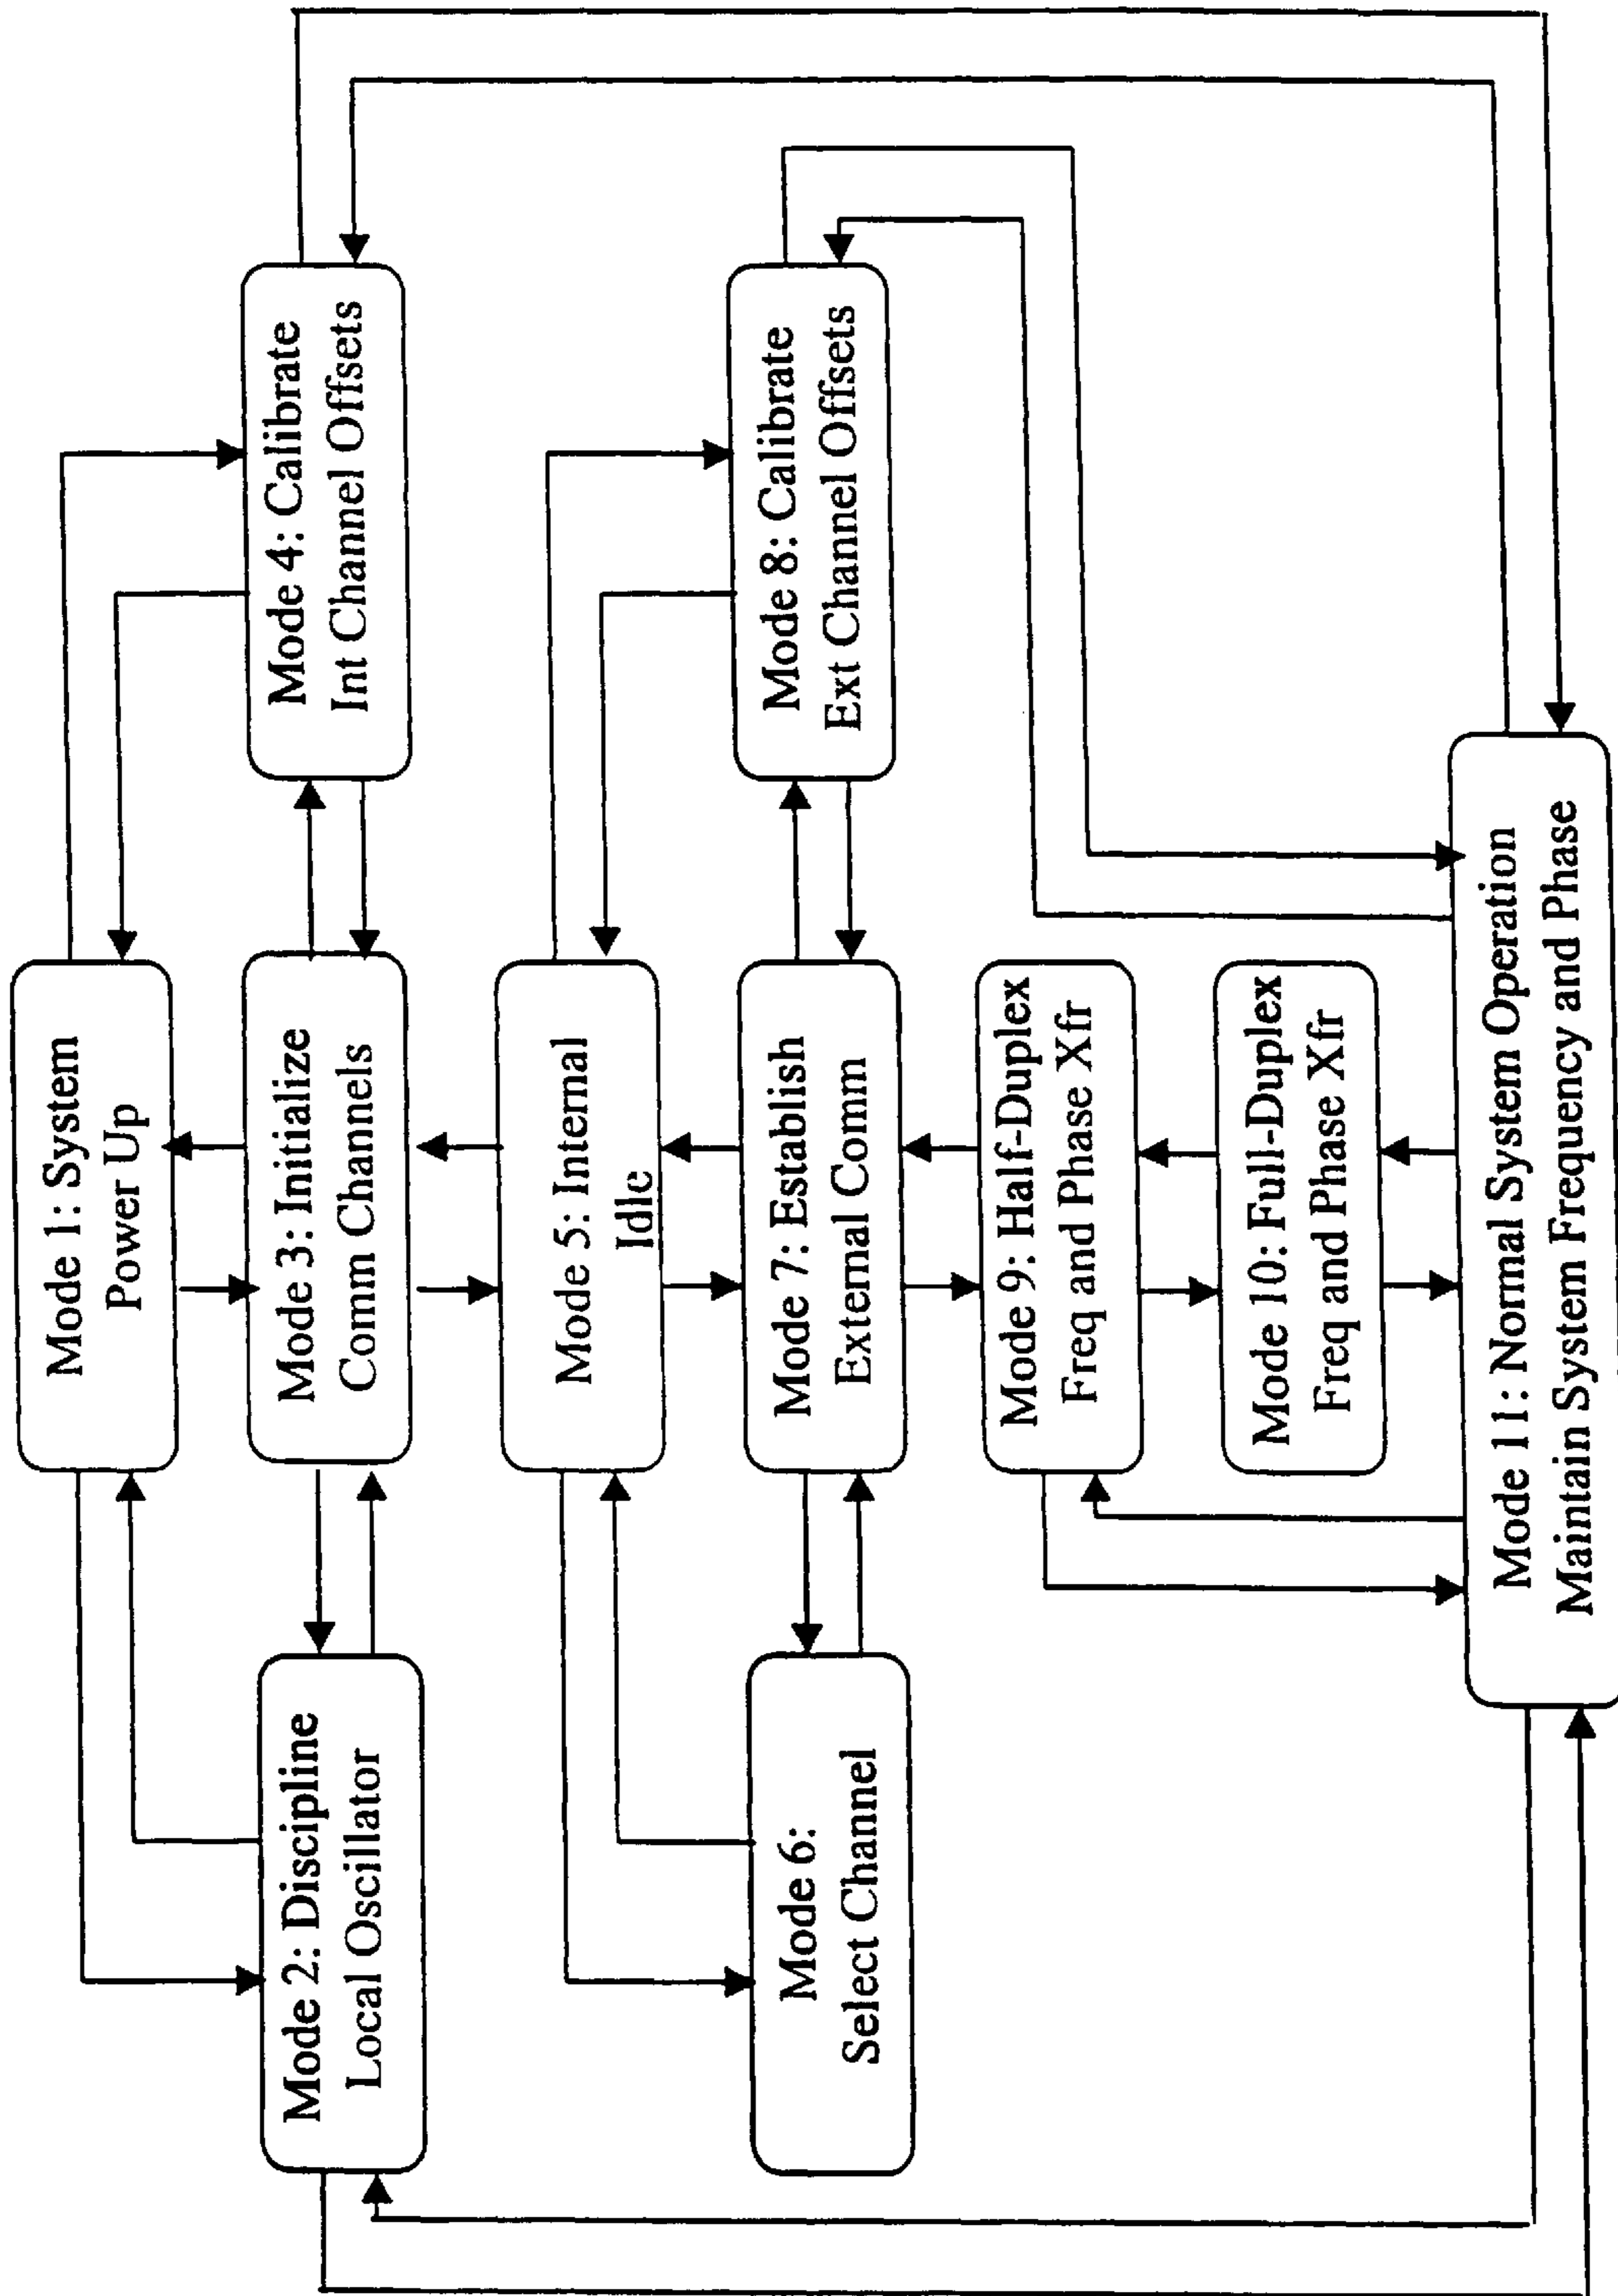 Mode 1: System
Power Up
Mode 2: Discipline
Local Oscillator
Mode 3: Initialize
Comm Channels
Mode 4: Calibrate
Int Channel Offsets
Mode 5: Internal
Idle
Mode 6:
Select Channel
Mode 7: Establish
External Comm
Mode 8: Calibrate
Ext Channel Offsets
Mode 9: Half-Duplex
Freq and Phase Xfr
Mode 10: Full-Duplex
Freq and Phase Xfr
Mode 11: Normal System Operation
Maintain System Frequency and Phase